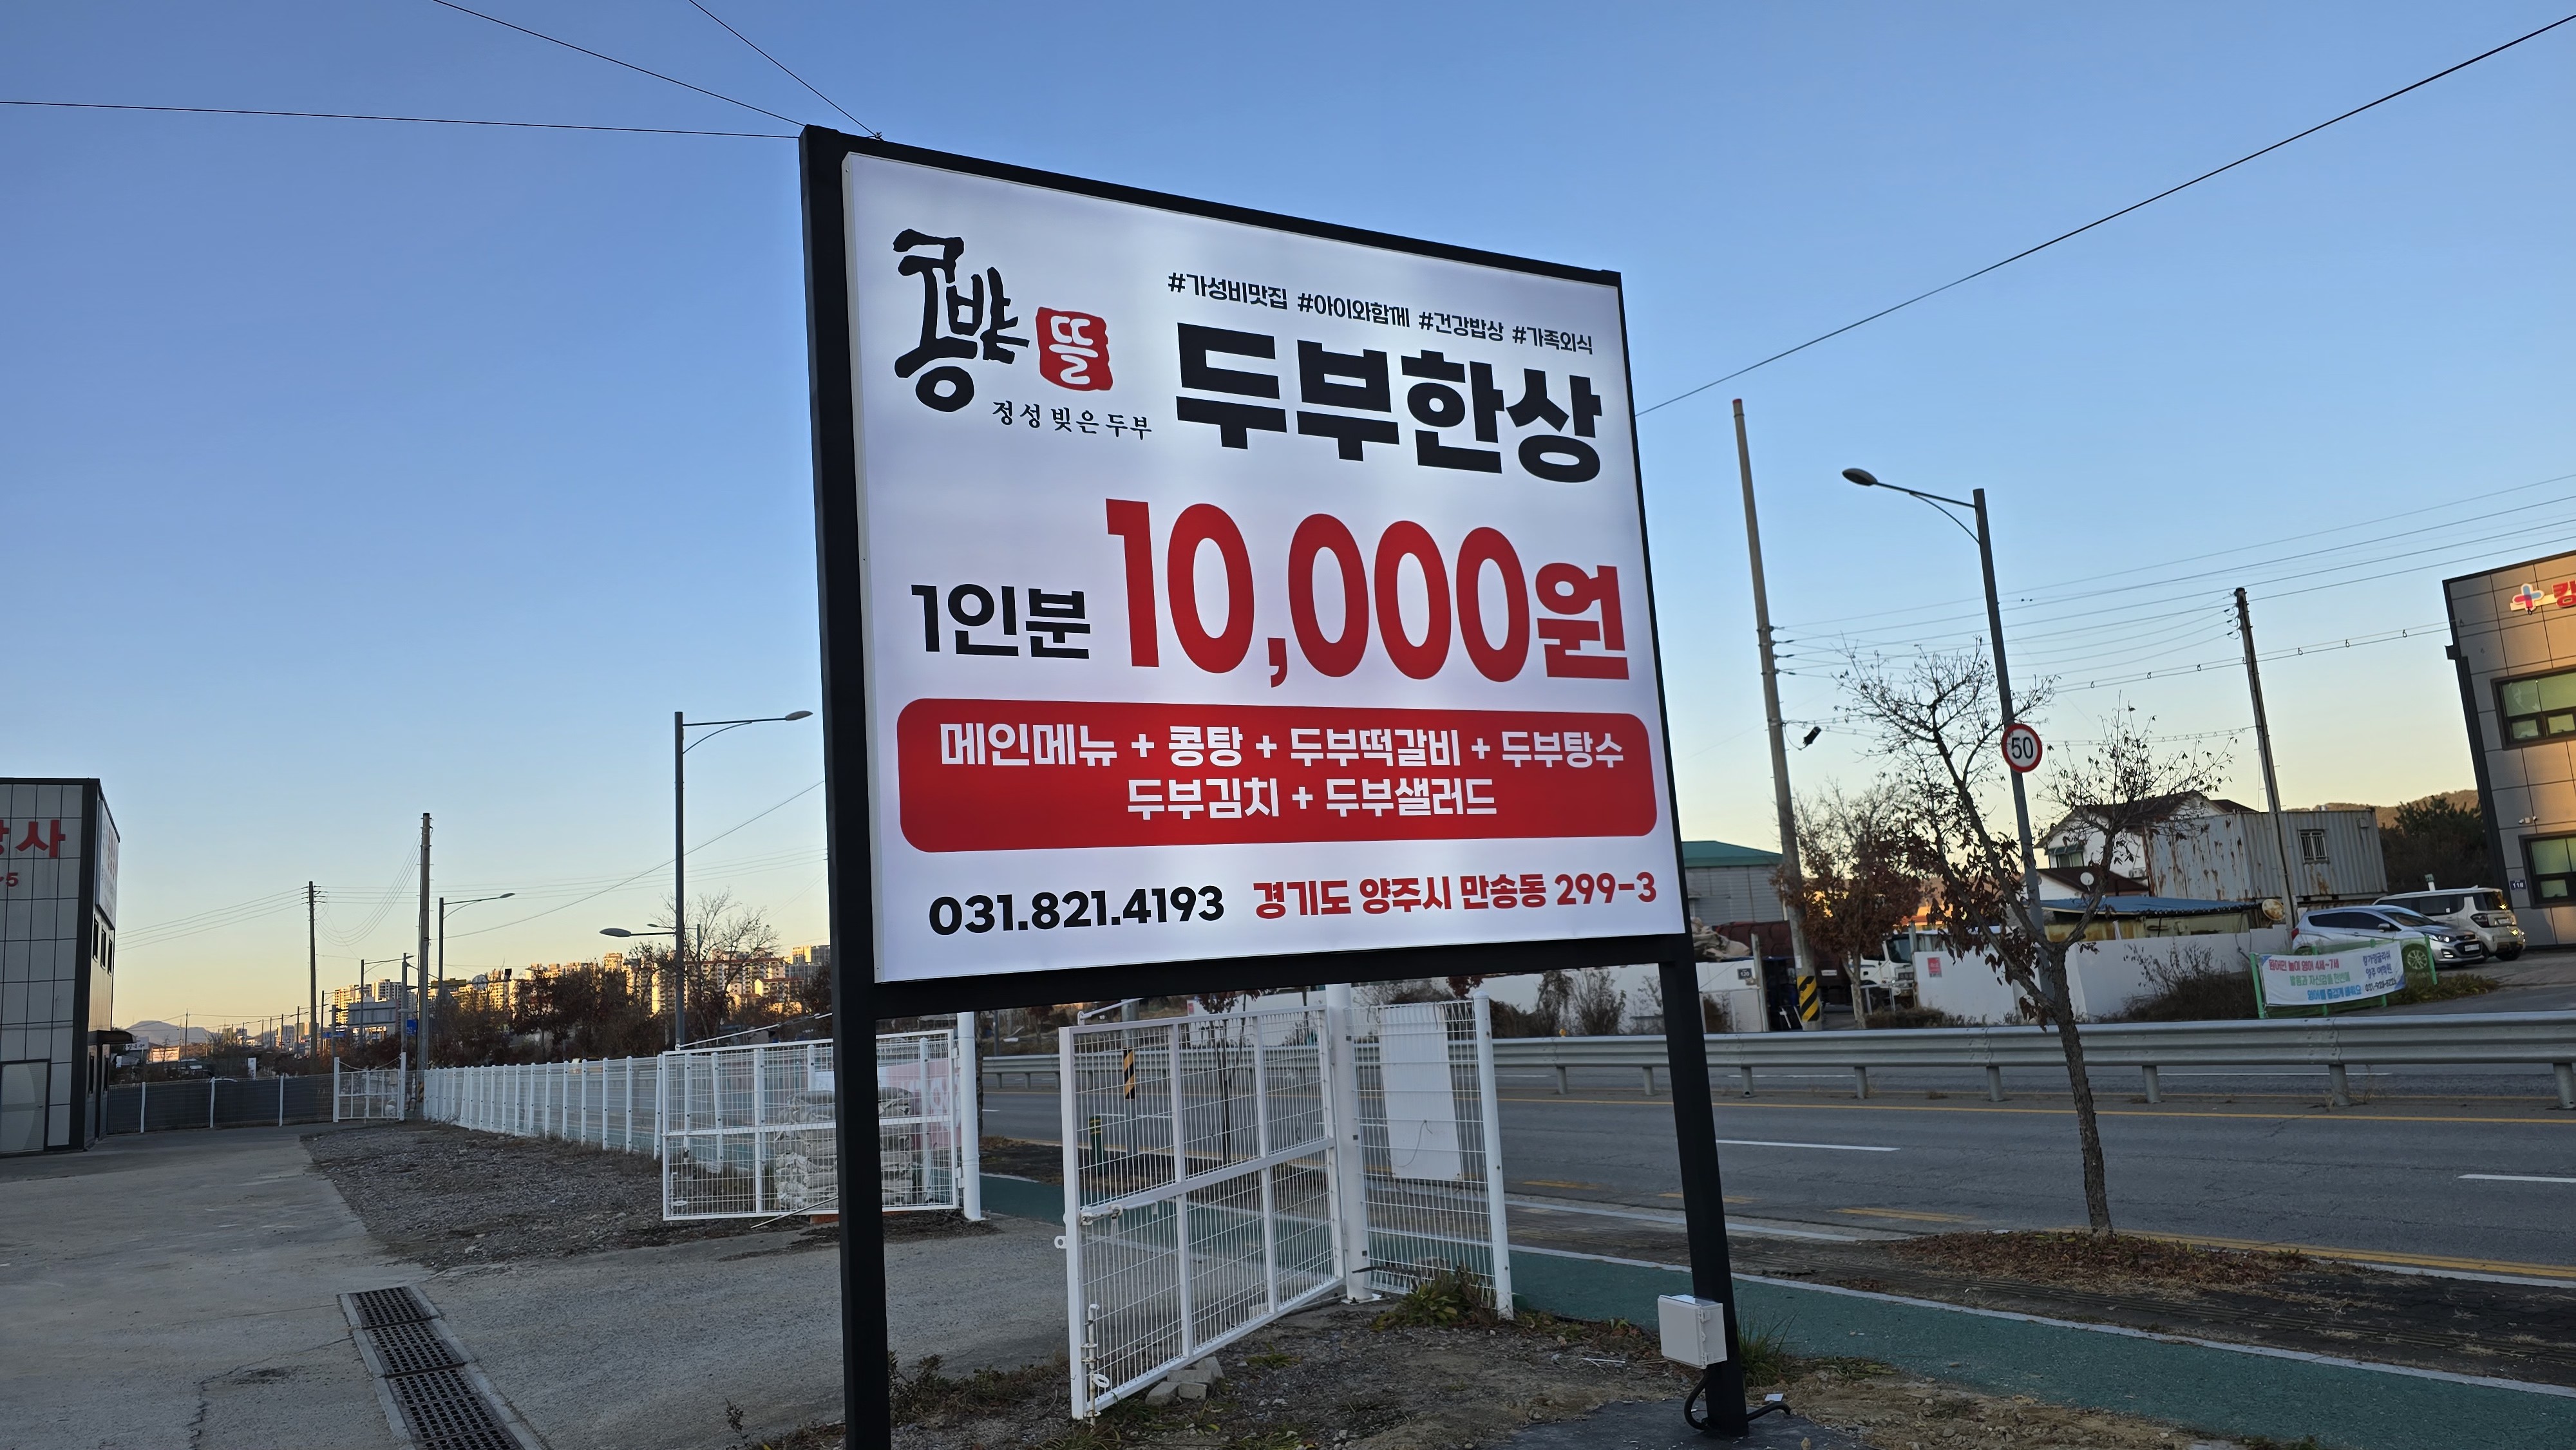 콩밭뜰
정성 빚은 두부
#가성비맛집 #아이와함께 #건강밥상 #가족외식
두부한상
1인분 10,000원
메인메뉴 + 콩탕 + 두부떡갈비 + 두부탕수
두부김치 + 두부샐러드
031.821.4193 경기도 양주시 만송동 299-3
50
사